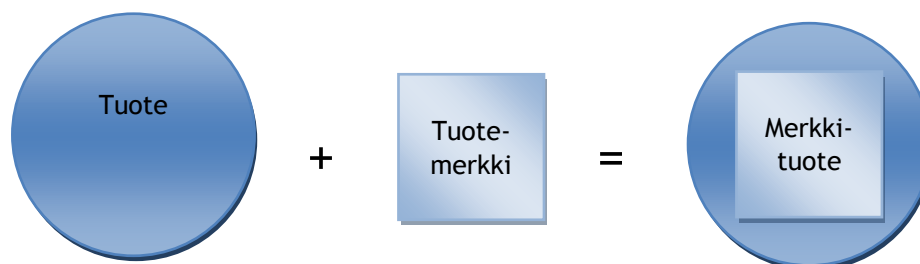 Tuote
+
Tuote-
merkki
=
Merkki-
tuote